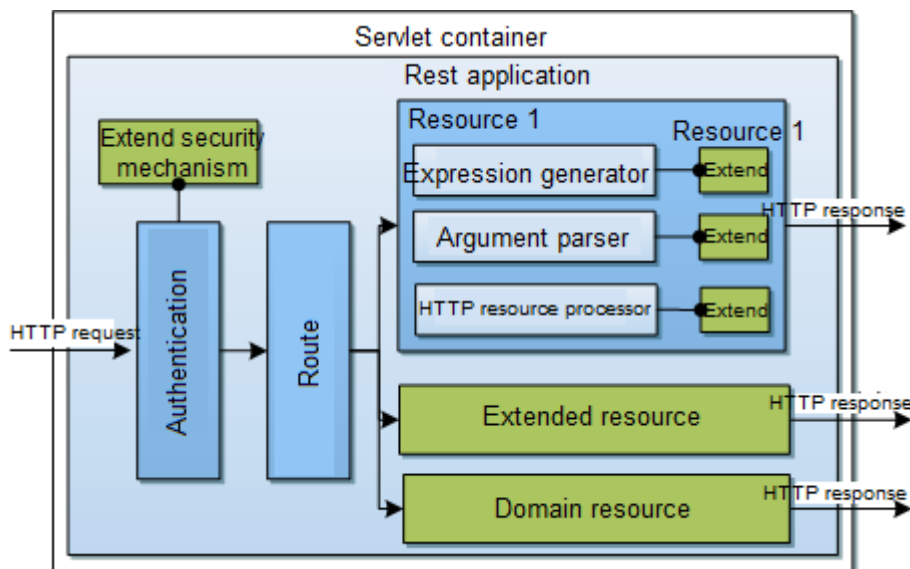 Servlet container
Rest application
Extend security
mechanism
Resource 1
Resource 1
Expression generator
Extend
Argument parser
Extend
HTTP resource processor
Extend
HTTP response
HTTP request
Authentication
Route
Extended resource
HTTP response
Domain resource
HTTP response